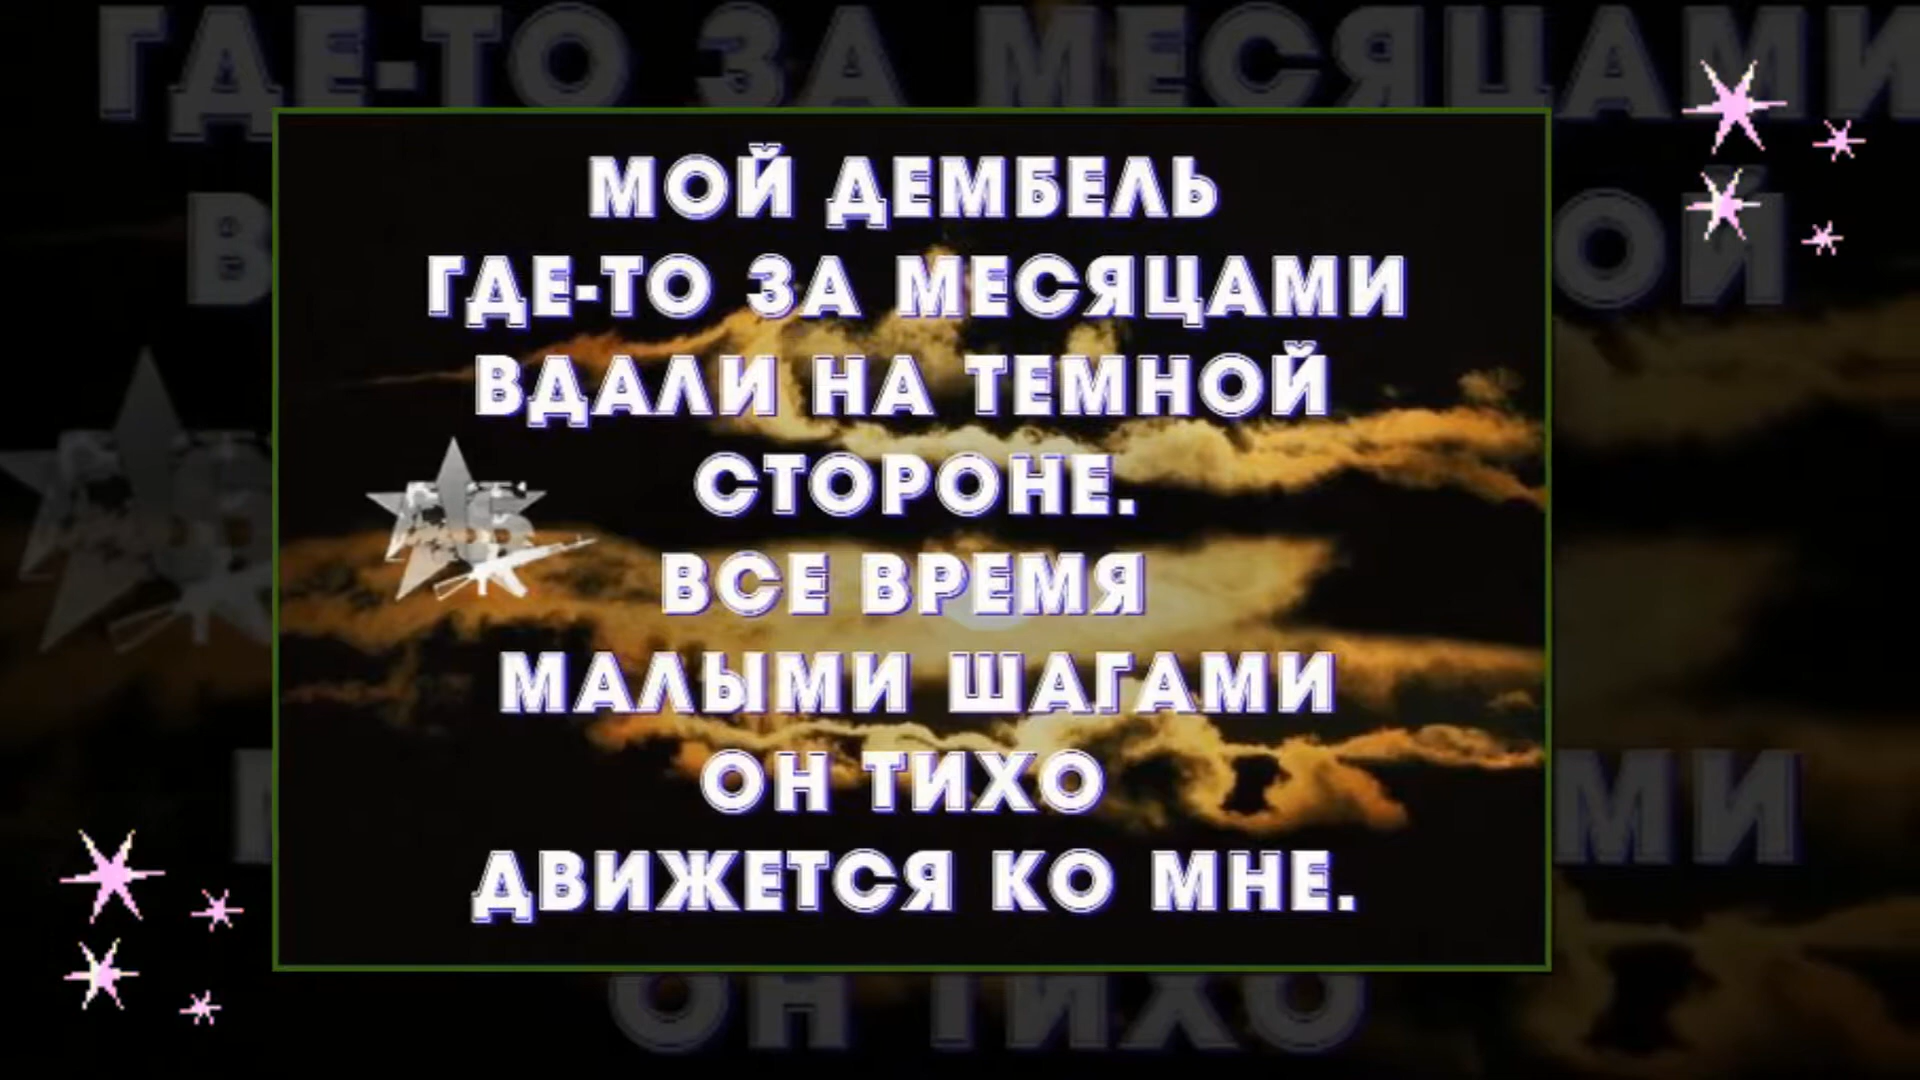 МОЙ ДЕМБЕЛЬ
ГДЕ-ТО ЗА МЕСЯЦАМИ
ВДАЛИ НА ТЕМНОЙ
СТОРОНЕ.
ВСЕ ВРЕМЯ
МАЛЫМИ ШАГАМИ
ОН ТИХО
ДВИЖЕТСЯ КО МНЕ.